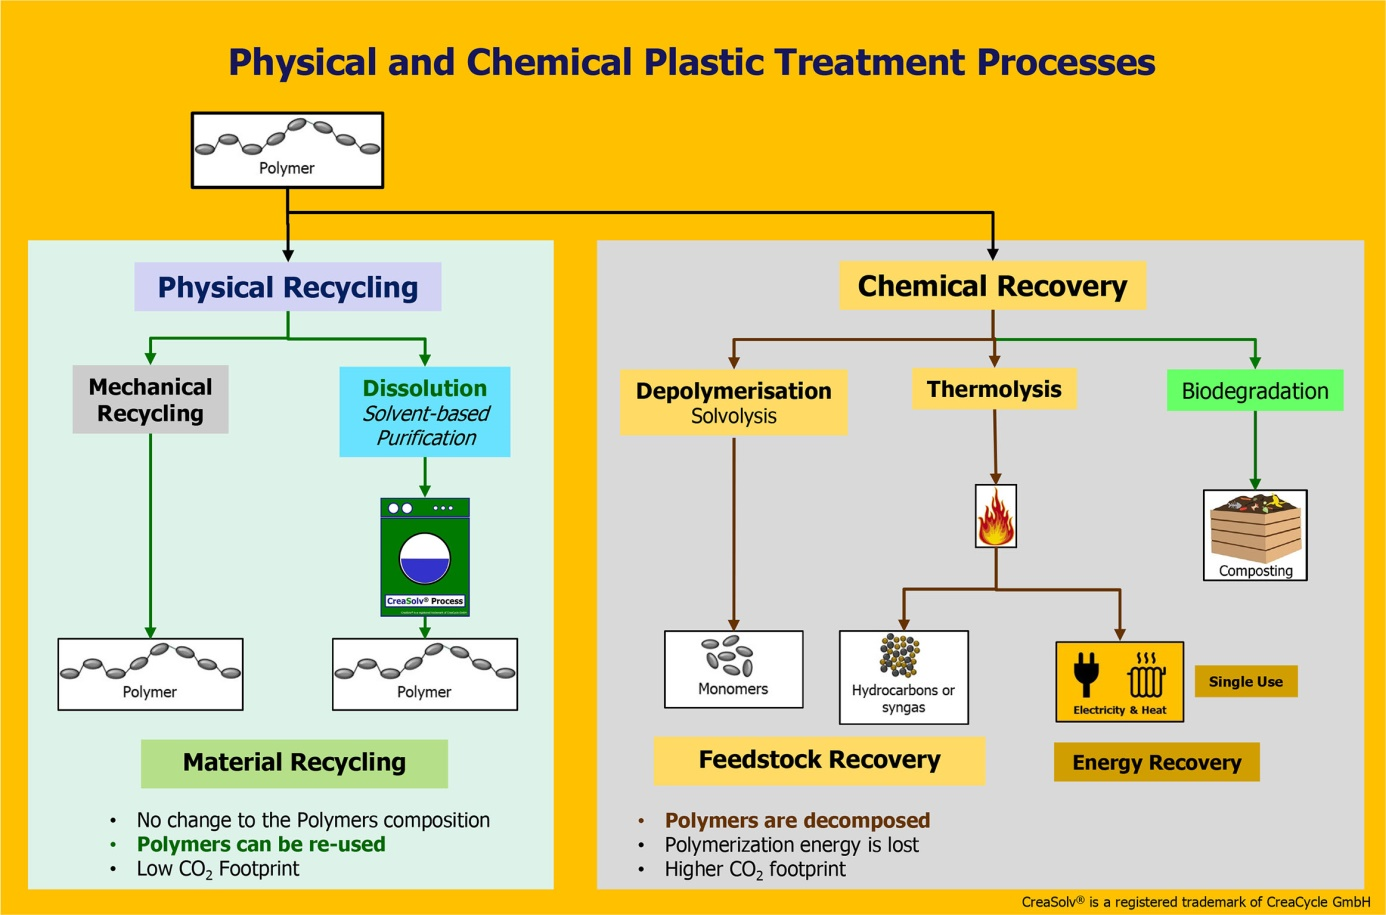 Physical and Chemical Plastic Treatment Processes
Polymer
Physical Recycling
Mechanical
Recycling
Dissolution
Solvent-based
Purification
CreaSolv® Process
Polymer
Polymer
Material Recycling
• No change to the Polymers composition
• Polymers can be re-used
• Low CO₂ Footprint
Chemical Recovery
Depolymerisation
Solvolysis
Thermolysis
Biodegradation
Composting
Monomers
Hydrocarbons or
syngas
Electricity & Heat
Single Use
Feedstock Recovery
Energy Recovery
• Polymers are decomposed
• Polymerization energy is lost
• Higher CO₂ footprint
CreaSolv® is a registered trademark of CreaCycle GmbH